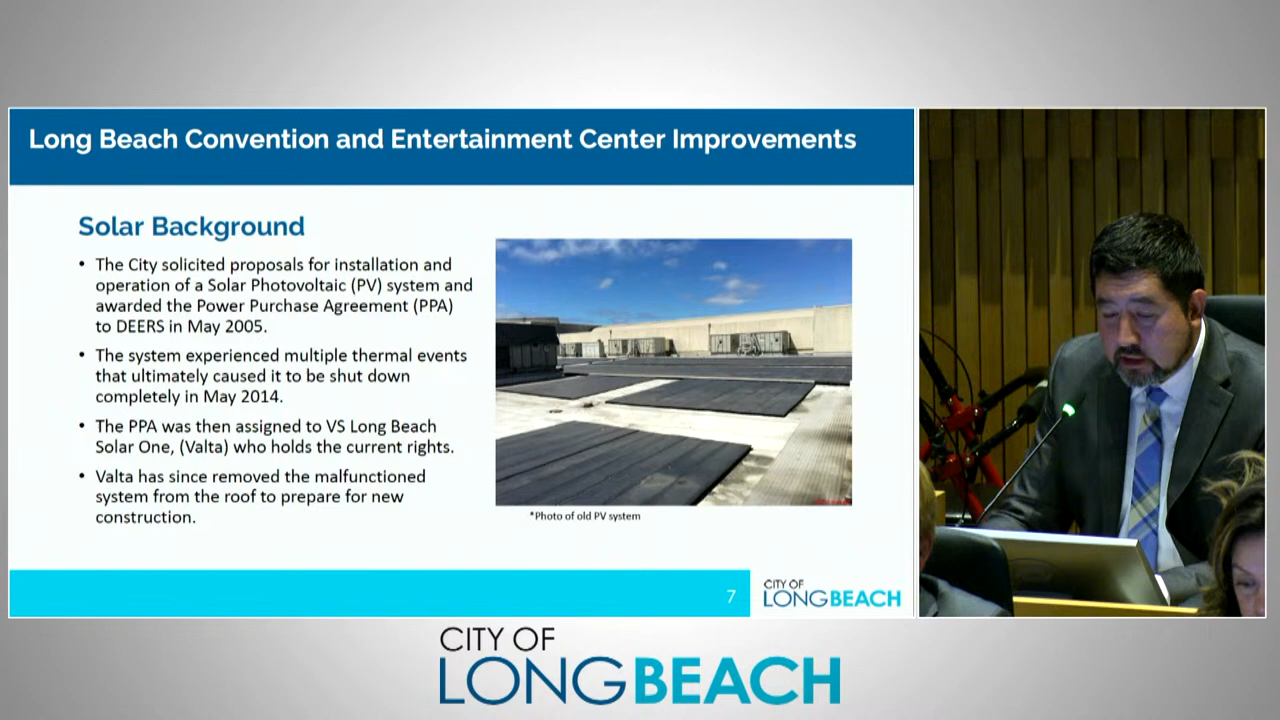 Long Beach Convention and Entertainment Center Improvements
Solar Background
• The City solicited proposals for installation and
operation of a Solar Photovoltaic (PV) system and
awarded the Power Purchase Agreement (PPA)
to DEERS in May 2005.
• The system experienced multiple thermal events
that ultimately caused it to be shut down
completely in May 2014.
• The PPA was then assigned to VS Long Beach
Solar One, (Valta) who holds the current rights.
• Valta has since removed the malfunctioned
system from the roof to prepare for new
construction.
*Photo of old PV system
7
CITY OF
LONGBEACH
CITY OF
LONGBEACH